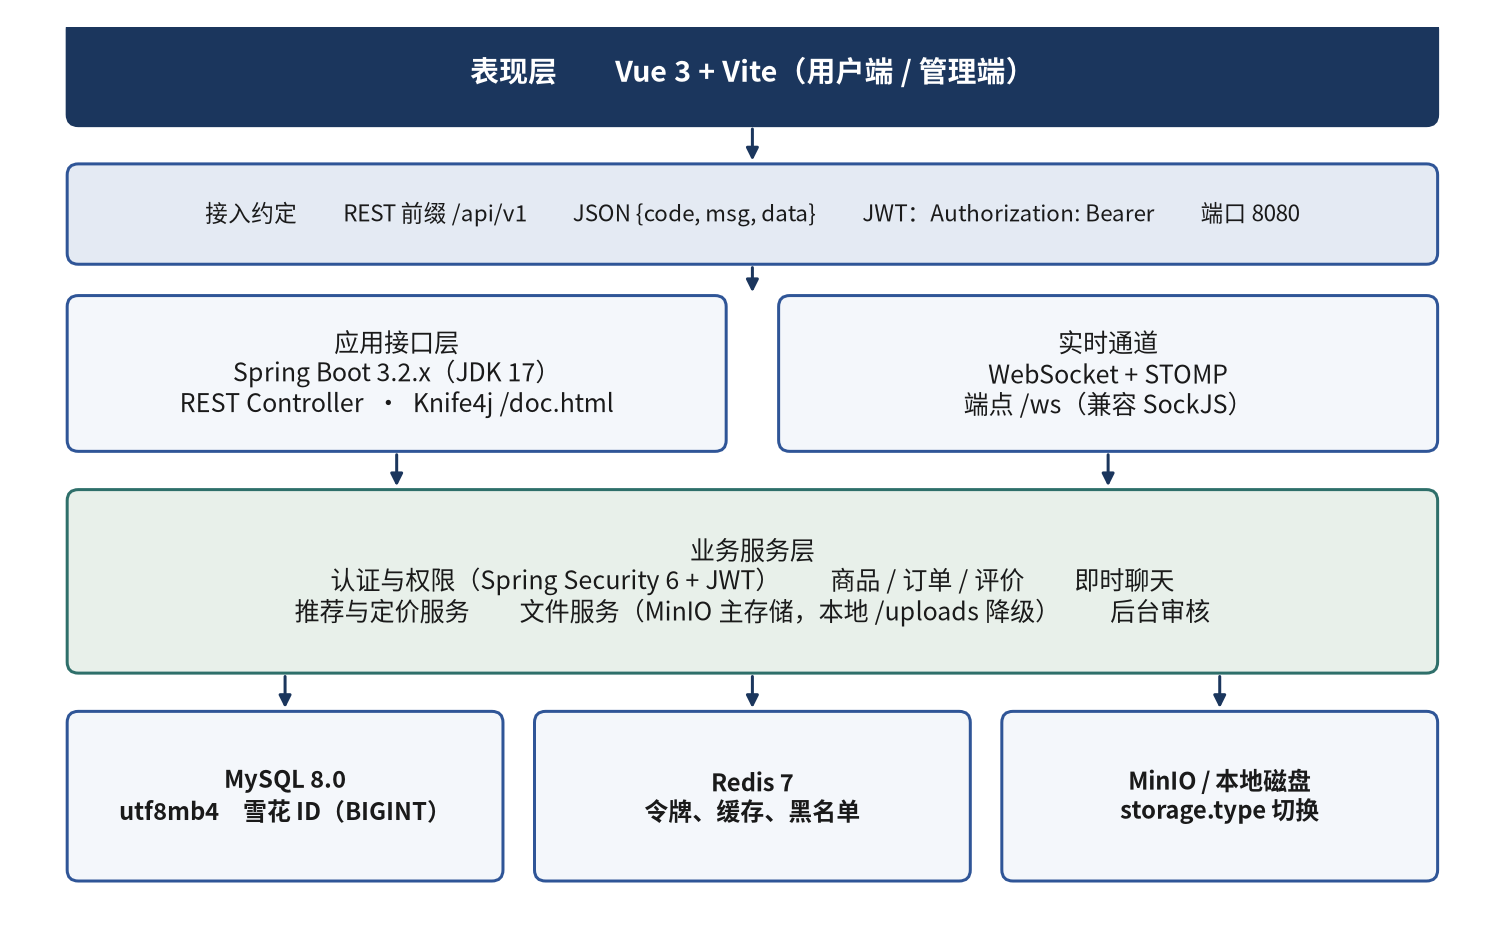 表现层 Vue 3 + Vite（用户端 / 管理端）
接入约定 REST 前缀 /api/v1 JSON {code, msg, data} JWT：Authorization: Bearer 端口 8080
应用接口层
Spring Boot 3.2.x（JDK 17）
REST Controller · Knife4j /doc.html
实时通道
WebSocket + STOMP
端点 /ws（兼容 SockJS）
业务服务层
认证与权限（Spring Security 6 + JWT） 商品 / 订单 / 评价 即时聊天
推荐与定价服务 文件服务（MinIO 主存储，本地 /uploads 降级） 后台审核
MySQL 8.0
utf8mb4 雪花 ID（BIGINT）
Redis 7
令牌、缓存、黑名单
MinIO / 本地磁盘
storage.type 切换